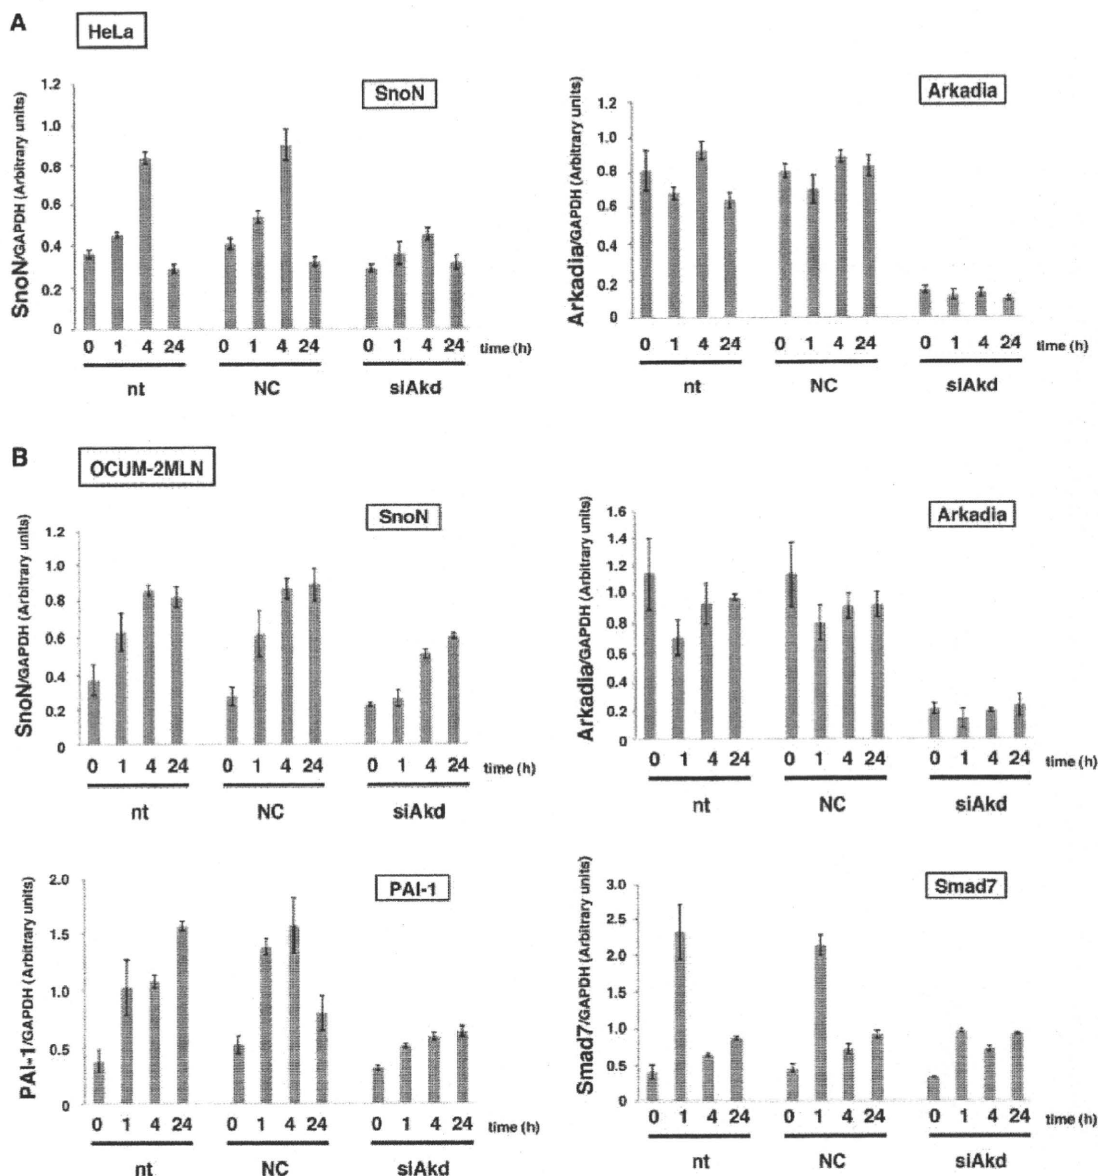 A
HeLa
SnoN
SnoN/GAPDH (Arbitrary units)
1.2
1.0
0.8
0.6
0.4
0.2
0
0 1 4 24 0 1 4 24 0 1 4 24 time (h)
nt NC siAkd
Arkadia
Arkadia/GAPDH (Arbitrary units)
1.2
1.0
0.8
0.6
0.2
0
0 1 4 24 0 1 4 24 0 1 4 24 time (h)
nt NC siAkd
B
OCUM-2MLN
SnoN
SnoN/GAPDH (Arbitrary units)
1.2
1.0
0.8
0.6
0.4
0.2
0
0 1 4 24 0 1 4 24 0 1 4 24 time (h)
nt NC siAkd
Arkadia
Arkadia/GAPDH (Arbitrary units)
1.6
1.4
1.2
1.0
0.8
0.6
0.4
0.2
0
0 1 4 24 0 1 4 24 0 1 4 24 time (h)
nt NC siAkd
PAI-1
PAI-1/GAPDH (Arbitrary units)
2.0
1.5
1.0
0.5
0
0 1 4 24 0 1 4 24 0 1 4 24 time (h)
nt NC siAkd
Smad7
Smad7/GAPDH (Arbitrary units)
3.0
2.5
2.0
1.0
0.5
0
0 1 4 24 0 1 4 24 0 1 4 24 time (h)
nt NC siAkd